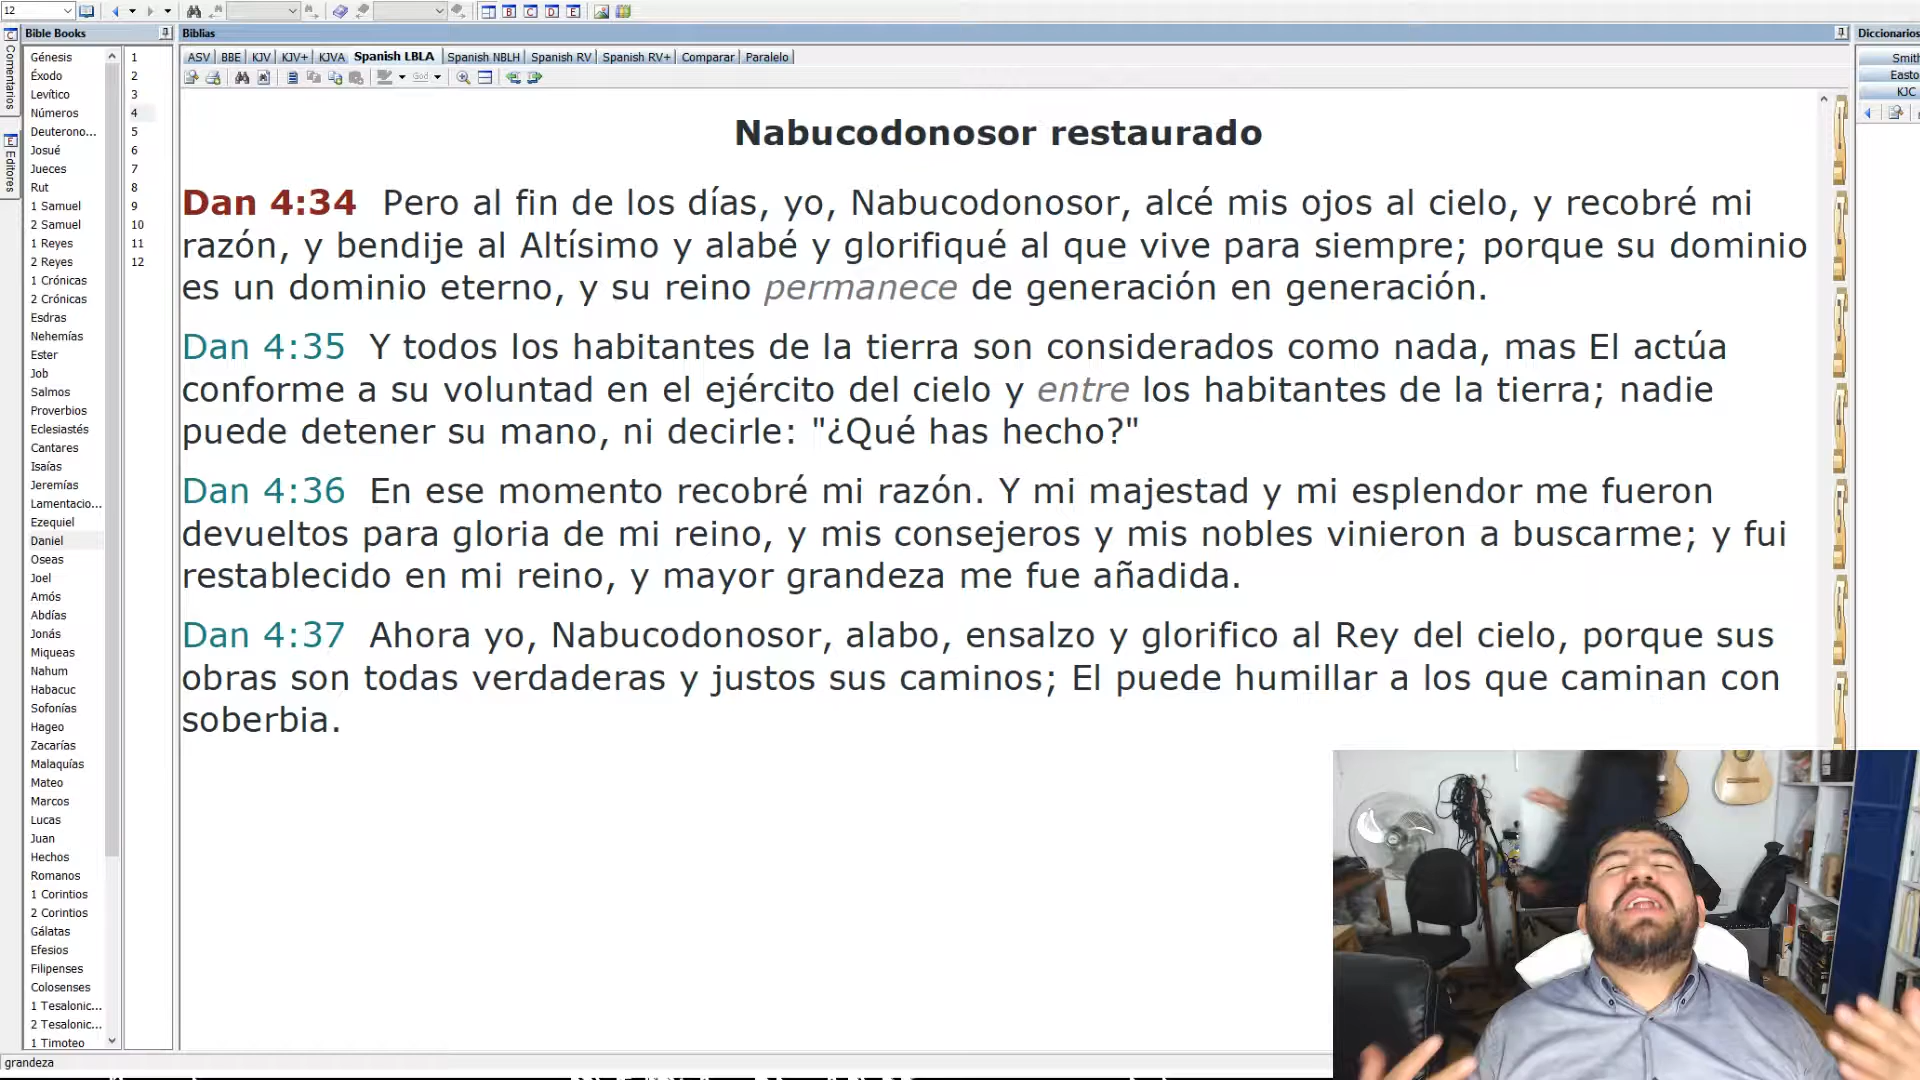 12
Bible Books
Biblias
Diccionarios
Comentarios
Editores
ASV BBE KJV KJV+ KJVA Spanish LBLA Spanish NBLH Spanish RV Spanish RV+ Comparar Paralelo
God
Smith
Easto
KJC
Génesis
Éxodo
Levítico
Números
Deuterono...
Josué
Jueces
Rut
1 Samuel
2 Samuel
1 Reyes
2 Reyes
1 Crónicas
2 Crónicas
Esdras
Nehemías
Ester
Job
Salmos
Proverbios
Eclesiastés
Cantares
Isaías
Jeremías
Lamentacio...
Ezequiel
Daniel
Oseas
Joel
Amós
Abdías
Jonás
Miqueas
Nahum
Habacuc
Sofonías
Hageo
Zacarías
Malaquías
Mateo
Marcos
Lucas
Juan
Hechos
Romanos
1 Corintios
2 Corintios
Gálatas
Efesios
Filipenses
Colosenses
1 Tesalonic...
2 Tesalonic...
1 Timoteo
1
2
3
4
5
6
7
8
9
10
11
12
Nabucodonosor restaurado
Dan 4:34 Pero al fin de los días, yo, Nabucodonosor, alcé mis ojos al cielo, y recobré mi
razón, y bendije al Altísimo y alabé y glorifiqué al que vive para siempre; porque su dominio
es un dominio eterno, y su reino permanece de generación en generación.
Dan 4:35 Y todos los habitantes de la tierra son considerados como nada, mas El actúa
conforme a su voluntad en el ejército del cielo y entre los habitantes de la tierra; nadie
puede detener su mano, ni decirle: "¿Qué has hecho?"
Dan 4:36 En ese momento recobré mi razón. Y mi majestad y mi esplendor me fueron
devueltos para gloria de mi reino, y mis consejeros y mis nobles vinieron a buscarme; y fui
restablecido en mi reino, y mayor grandeza me fue añadida.
Dan 4:37 Ahora yo, Nabucodonosor, alabo, ensalzo y glorifico al Rey del cielo, porque sus
obras son todas verdaderas y justos sus caminos; El puede humillar a los que caminan con
soberbia.
grandeza